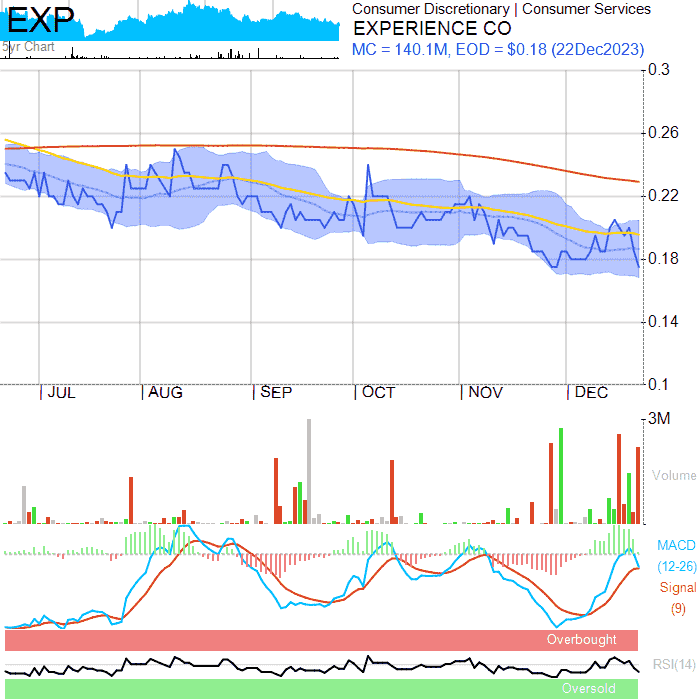 EXP
5yr Chart
Consumer Discretionary | Consumer Services
EXPERIENCE CO
MC = 140.1M, EOD = $0.18 (22Dec2023)
0.3
0.26
0.22
0.18
0.14
0.1
JUL
AUG
SEP
OCT
NOV
DEC
3M
Volume
MACD
(12-26)
Signal
(9)
Overbought
RSI(14)
Oversold